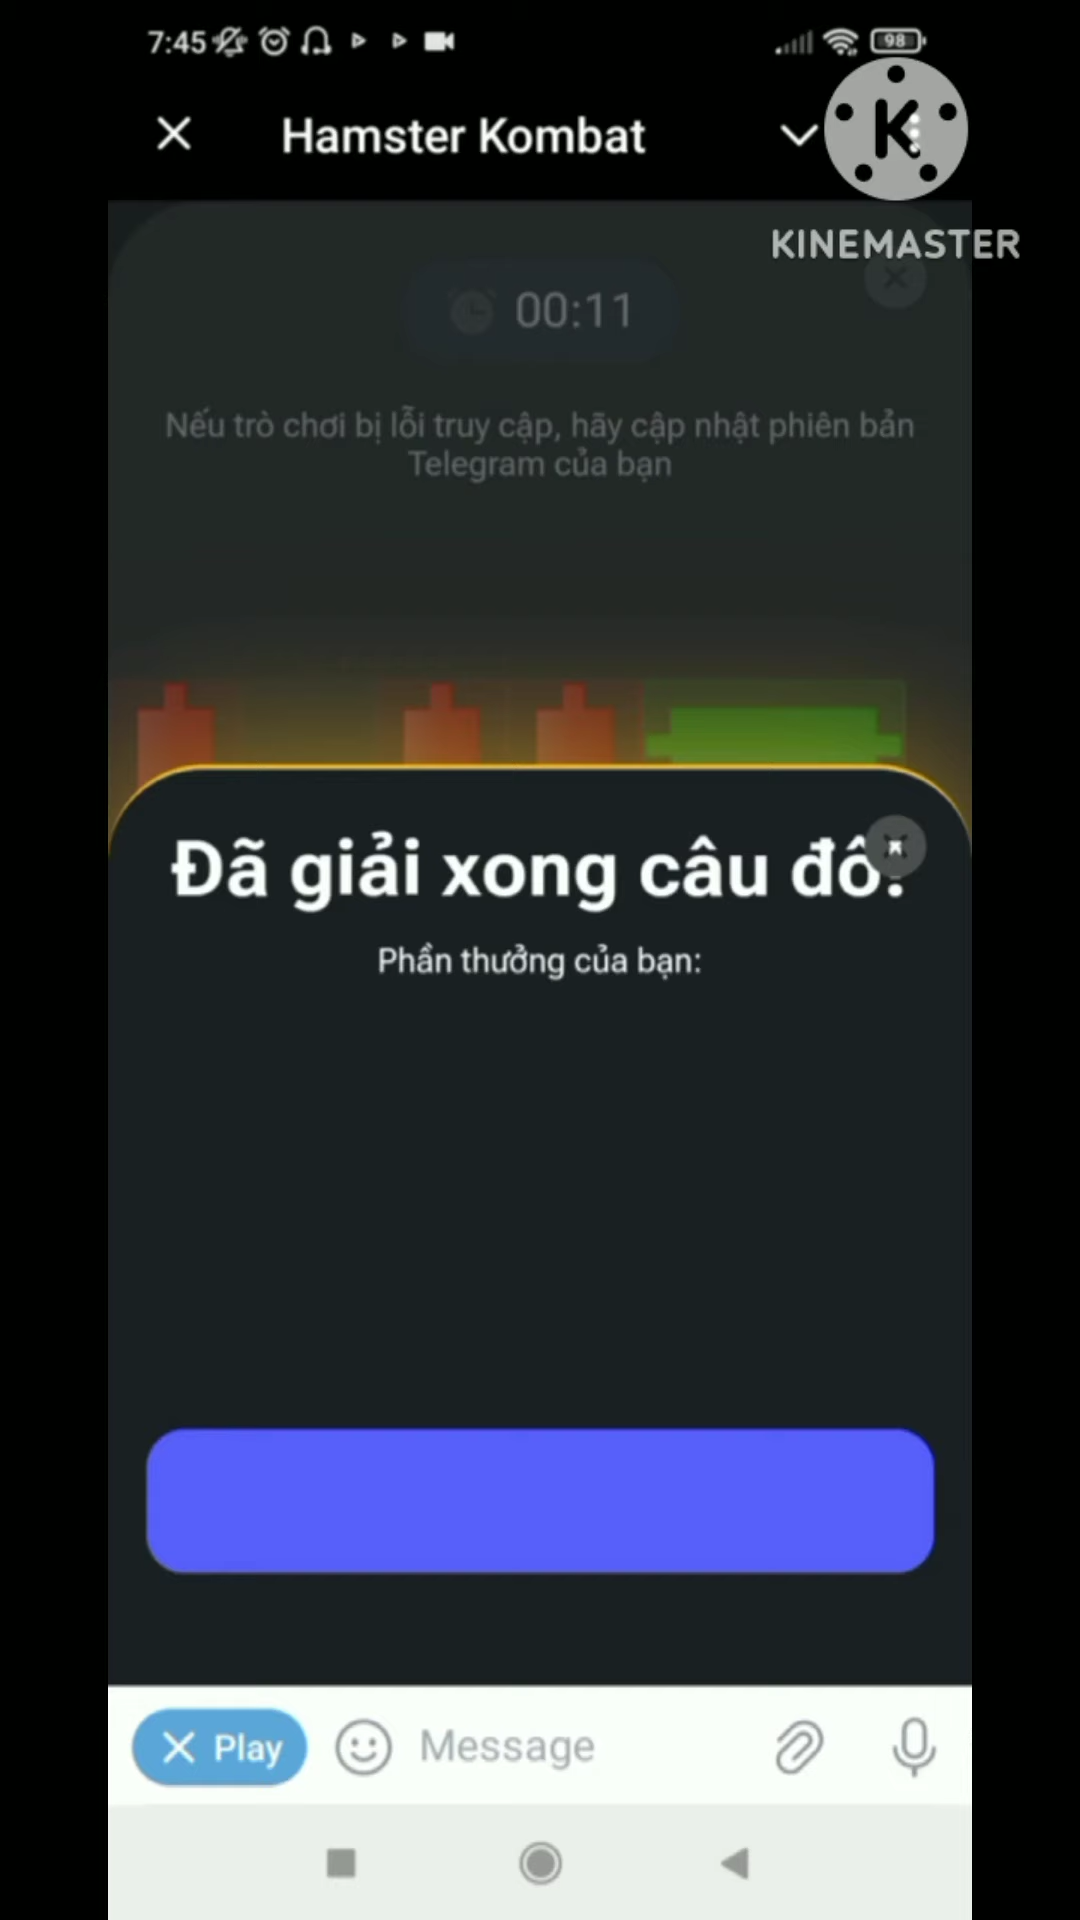 7:45
98
Hamster Kombat
K
KINEMASTER
00:11
Nếu trò chơi bị lỗi truy cập, hãy cập nhật phiên bản
Telegram của bạn
Đã giải xong câu đố!
Phần thưởng của bạn:
Play
Message